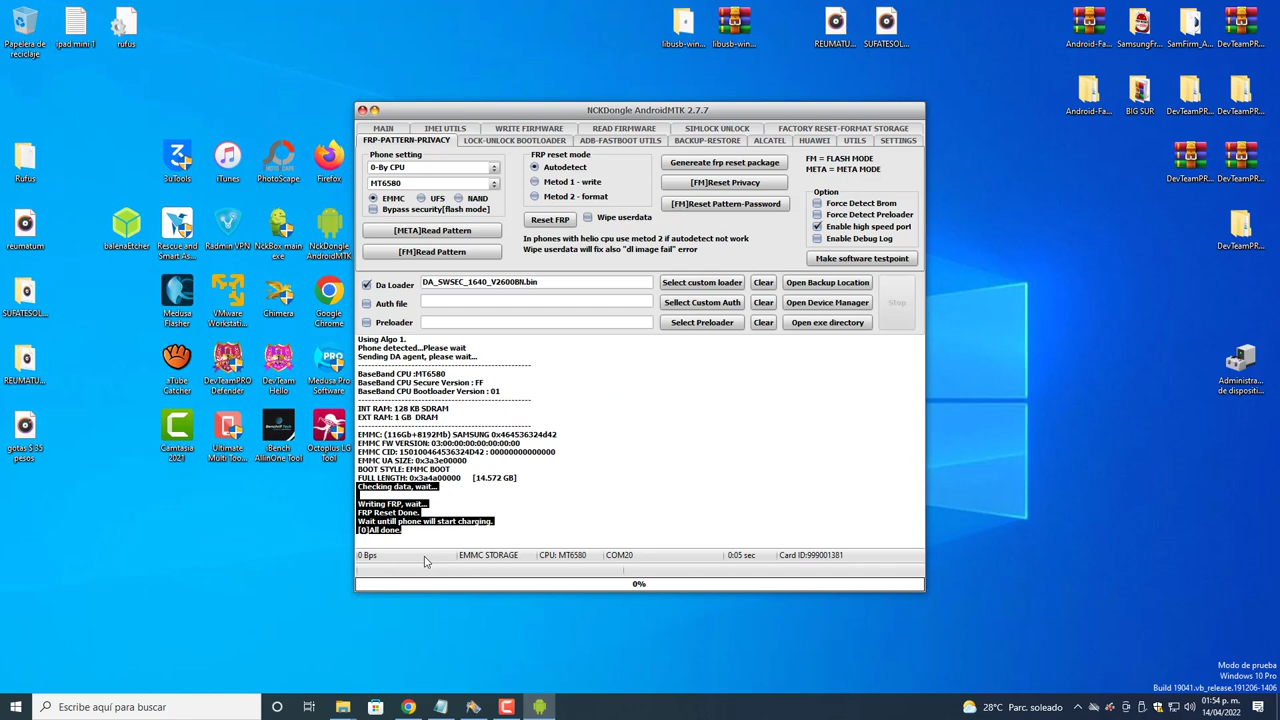 Papelera de
reciclaje
ipad mini 1
rufus
libusb-win...
libusb-win...
REUMATU...
SUFATESOL...
Android-Fa...
SamsungFr...
SamFirm_A...
DevTeamPR...
Android-Fa...
BIG SUR
DevTeamPR...
DevTeamPR...
DevTeamPR...
DevTeamPR...
DevTeamPR...
Administra...
de dispositi...
Rufus
3uTools
iTunes
PhotoScape
Firefox
reumatum
balenaEtcher
Rescue and
Smart As...
Radmin VPN
NckBox main
exe
NckDongle
AndroidMTK
SUFATESOL...
Medusa
Flasher
VMware
Workstati...
Chimera
Google
Chrome
REUMATU...
aTube
Catcher
DevTeamPRO
Defender
DevTeam
Hello
Medusa Pro
Software
gotas $ 35
pesos
Camtasia
2021
Ultimate
Multi Too...
iBench
AllinOne Tool
Octoplus LG
Tool
NCKDongle AndroidMTK 2.7.7
MAIN
IMEI UTILS
WRITE FIRMWARE
READ FIRMWARE
SIMLOCK UNLOCK
FACTORY RESET-FORMAT STORAGE
FRP-PATTERN-PRIVACY
LOCK-UNLOCK BOOTLOADER
ADB-FASTBOOT UTILS
BACKUP-RESTORE
ALCATEL
HUAWEI
UTILS
SETTINGS
Phone setting
0-By CPU
MT6580
EMMC
UFS
NAND
Bypass security[flash mode]
[META]Read Pattern
[FM]Read Pattern
FRP reset mode
Autodetect
Metod 1 - write
Metod 2 - format
Reset FRP
Wipe userdata
In phones with helio cpu use metod 2 if autodetect not work
Wipe userdata will fix also "dl image fail" error
Genereate frp reset package
[FM]Reset Privacy
[FM]Reset Pattern-Password
FM = FLASH MODE
META = META MODE
Option
Force Detect Brom
Force Detect Preloader
Enable high speed port
Enable Debug Log
Make software testpoint
Da Loader
DA_SWSEC_1640_V2600BN.bin
Select custom loader
Clear
Open Backup Location
Stop
Auth file
Sellect Custom Auth
Clear
Open Device Manager
Preloader
Select Preloader
Clear
Open exe directory
Using Algo 1.
Phone detected...Please wait
Sending DA agent, please wait...
----------------------------------------------------
BaseBand CPU :MT6580
BaseBand CPU Secure Version : FF
BaseBand CPU Bootloader Version : 01
----------------------------------------------------
INT RAM: 128 KB SDRAM
EXT RAM: 1 GB DRAM
----------------------------------------------------
EMMC: (116Gb+8192Mb) SAMSUNG 0x464536324d42
EMMC FW VERSION: 03:00:00:00:00:00:00:00
EMMC CID: 150100464536324D42 : 00000000000000
EMMC UA SIZE: 0x3a3e00000
BOOT STYLE: EMMC BOOT
FULL LENGTH: 0x3a4a00000 [14.572 GB]
Checking data, wait...
Writing FRP, wait...
FRP Reset Done.
Wait untill phone will start charging.
[0]All done.
0 Bps
EMMC STORAGE
CPU: MT6580
COM20
0:05 sec
Card ID:999001381
0%
Modo de prueba
Windows 10 Pro
Build 19041.vb_release.191206-1406
Escribe aquí para buscar
28°C Parc. soleado
01:54 p. m.
14/04/2022